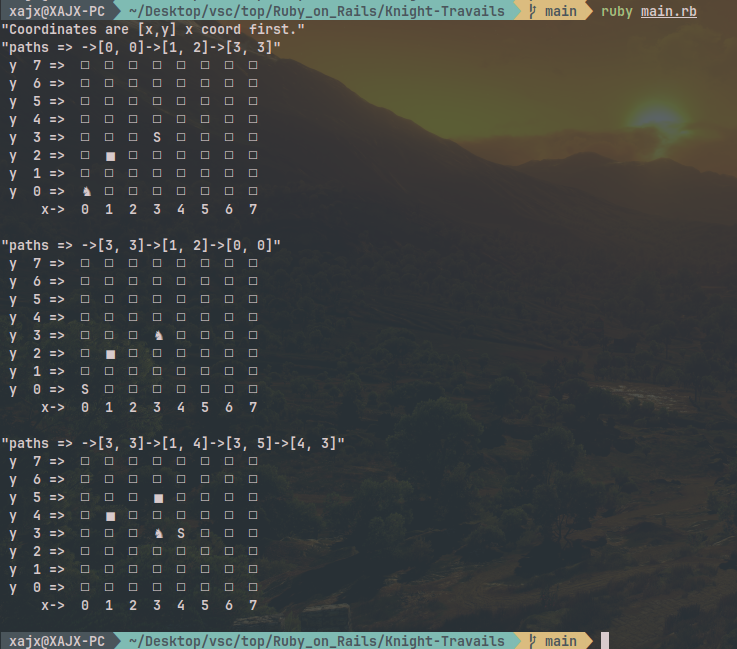 xajx@XAJX-PC ~/Desktop/vsc/top/Ruby_on_Rails/Knight-Travails main ruby main.rb
"Coordinates are [x,y] x coord first."
"paths => ->[0, 0]->[1, 2]->[3, 3]"
y 7 => □ □ □ □ □ □ □ □
y 6 => □ □ □ □ □ □ □ □
y 5 => □ □ □ □ □ □ □ □
y 4 => □ □ □ □ □ □ □ □
y 3 => □ □ □ S □ □ □ □
y 2 => □ ■ □ □ □ □ □ □
y 1 => □ □ □ □ □ □ □ □
y 0 => ♞ □ □ □ □ □ □ □
x-> 0 1 2 3 4 5 6 7
"paths => ->[3, 3]->[1, 2]->[0, 0]"
y 7 => □ □ □ □ □ □ □ □
y 6 => □ □ □ □ □ □ □ □
y 5 => □ □ □ □ □ □ □ □
y 4 => □ □ □ □ □ □ □ □
y 3 => □ □ □ ♞ □ □ □ □
y 2 => □ ■ □ □ □ □ □ □
y 1 => □ □ □ □ □ □ □ □
y 0 => S □ □ □ □ □ □ □
x-> 0 1 2 3 4 5 6 7
"paths => ->[3, 3]->[1, 4]->[3, 5]->[4, 3]"
y 7 => □ □ □ □ □ □ □ □
y 6 => □ □ □ □ □ □ □ □
y 5 => □ □ □ ■ □ □ □ □
y 4 => □ ■ □ □ □ □ □ □
y 3 => □ □ □ ♞ S □ □ □
y 2 => □ □ □ □ □ □ □ □
y 1 => □ □ □ □ □ □ □ □
y 0 => □ □ □ □ □ □ □ □
x-> 0 1 2 3 4 5 6 7
xajx@XAJX-PC ~/Desktop/vsc/top/Ruby_on_Rails/Knight-Travails main